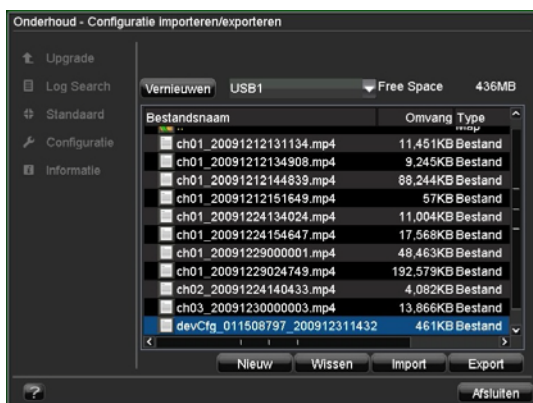 Onderhoud - Configuratie importeren/exporteren
Upgrade
Log Search
Standaard
Configuratie
Informatie
Vernieuwen USB1 Free Space 436MB
Bestandsnaam Omvang Type
.. Map
ch01_20091212131134.mp4 11,451KB Bestand
ch01_20091212134908.mp4 9,245KB Bestand
ch01_20091212144839.mp4 88,244KB Bestand
ch01_20091212151649.mp4 57KB Bestand
ch01_20091224134024.mp4 11,004KB Bestand
ch01_20091224154647.mp4 17,568KB Bestand
ch01_20091229000001.mp4 48,463KB Bestand
ch01_20091229024749.mp4 192,579KB Bestand
ch02_20091224140433.mp4 4,082KB Bestand
ch03_20091230000003.mp4 13,866KB Bestand
devCfg_011508797_200912311432 461KB Bestand
Nieuw Wissen Import Export
? Afsluiten